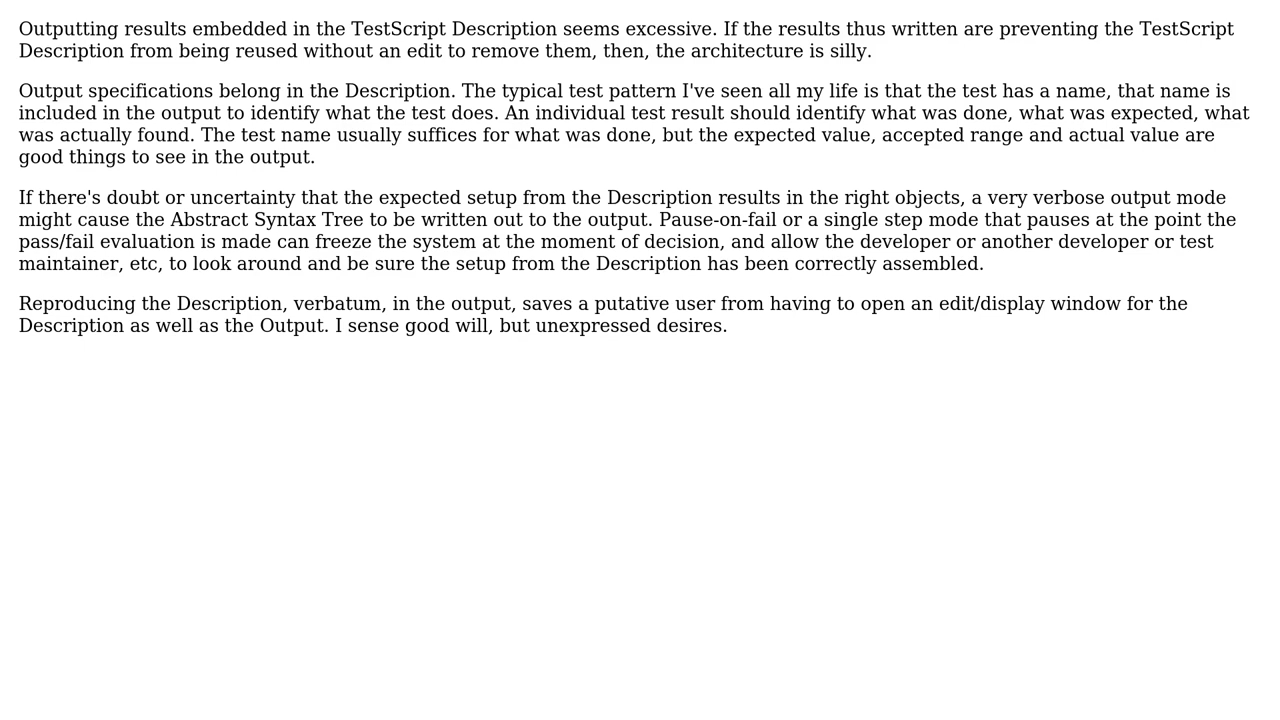 Outputting results embedded in the TestScript Description seems excessive. If the results thus written are preventing the TestScript
Description from being reused without an edit to remove them, then, the architecture is silly.
Output specifications belong in the Description. The typical test pattern I've seen all my life is that the test has a name, that name is
included in the output to identify what the test does. An individual test result should identify what was done, what was expected, what
was actually found. The test name usually suffices for what was done, but the expected value, accepted range and actual value are
good things to see in the output.
If there's doubt or uncertainty that the expected setup from the Description results in the right objects, a very verbose output mode
might cause the Abstract Syntax Tree to be written out to the output. Pause-on-fail or a single step mode that pauses at the point the
pass/fail evaluation is made can freeze the system at the moment of decision, and allow the developer or another developer or test
maintainer, etc, to look around and be sure the setup from the Description has been correctly assembled.
Reproducing the Description, verbatum, in the output, saves a putative user from having to open an edit/display window for the
Description as well as the Output. I sense good will, but unexpressed desires.